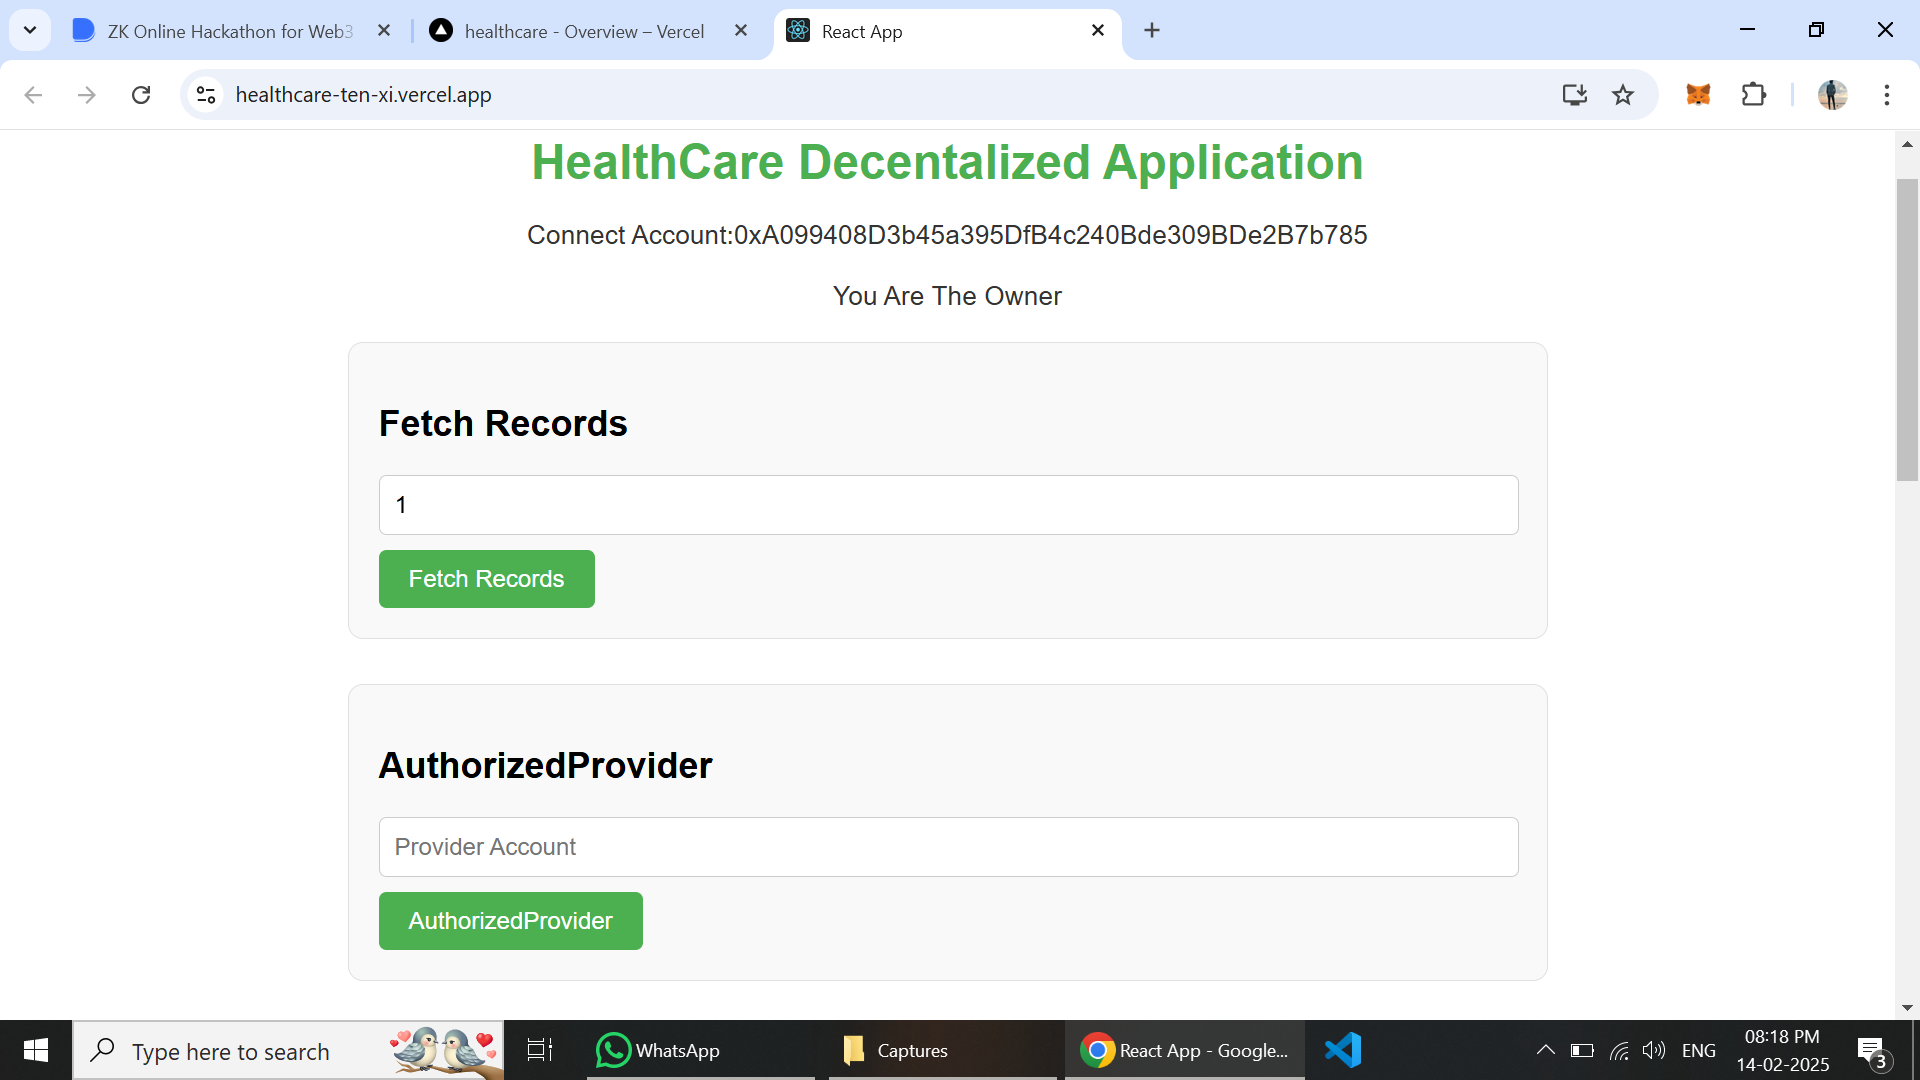 ZK Online Hackathon for Web3
healthcare - Overview – Vercel
React App
healthcare-ten-xi.vercel.app
HealthCare Decentalized Application
Connect Account:0xA099408D3b45a395DfB4c240Bde309BDe2B7b785
You Are The Owner
Fetch Records
1
Fetch Records
AuthorizedProvider
Provider Account
AuthorizedProvider
Type here to search
WhatsApp
Captures
React App - Google...
ENG
08:18 PM
14-02-2025
3